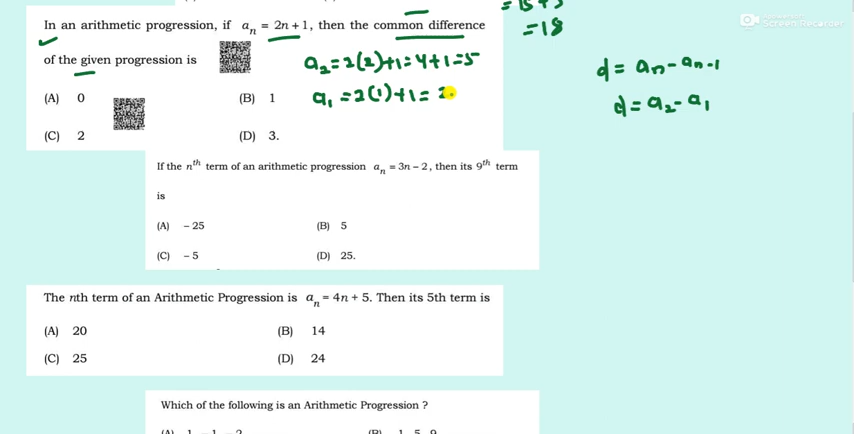 = 18
In an arithmetic progression, if aₙ = 2n + 1, then the common difference
of the given progression is
a₂ = 2(2)+1 = 4+1 = 5
a₁ = 2(1)+1 =
d = aₙ - aₙ₋₁
d = a₂ - a₁
(A) 0
(B) 1
(C) 2
(D) 3.
If the nᵗʰ term of an arithmetic progression aₙ = 3n – 2, then its 9ᵗʰ term
is
(A) – 25
(B) 5
(C) – 5
(D) 25.
The nth term of an Arithmetic Progression is aₙ = 4n + 5. Then its 5th term is
(A) 20
(B) 14
(C) 25
(D) 24
Which of the following is an Arithmetic Progression ?